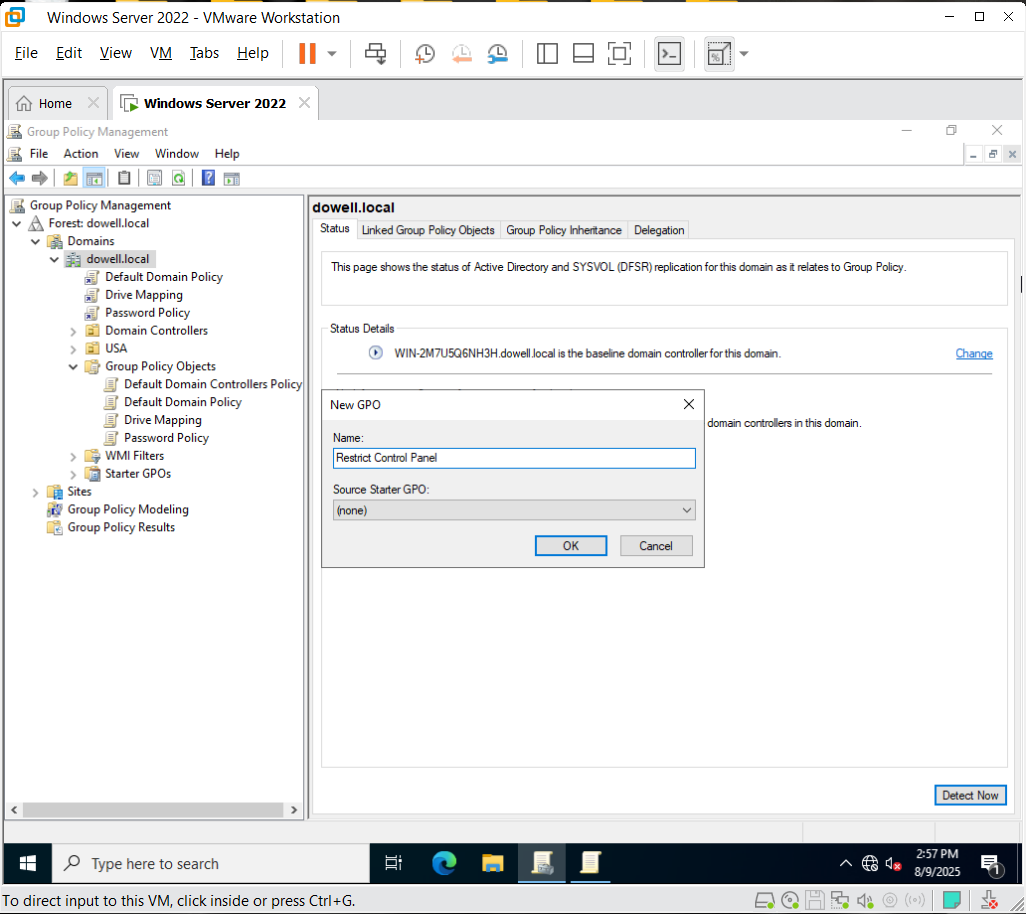 Windows Server 2022 - VMware Workstation
File Edit View VM Tabs Help
Home Windows Server 2022
Group Policy Management
File Action View Window Help
Group Policy Management
Forest: dowell.local
Domains
dowell.local
Default Domain Policy
Drive Mapping
Password Policy
Domain Controllers
USA
Group Policy Objects
Default Domain Controllers Policy
Default Domain Policy
Drive Mapping
Password Policy
WMI Filters
Starter GPOs
Sites
Group Policy Modeling
Group Policy Results
dowell.local
Status Linked Group Policy Objects Group Policy Inheritance Delegation
This page shows the status of Active Directory and SYSVOL (DFSR) replication for this domain as it relates to Group Policy.
Status Details
WIN-2M7U5Q6NH3H.dowell.local is the baseline domain controller for this domain. Change
domain controllers in this domain.
New GPO
Name:
Restrict Control Panel
Source Starter GPO:
(none)
OK Cancel
Detect Now
Type here to search
2:57 PM
8/9/2025
1
To direct input to this VM, click inside or press Ctrl+G.